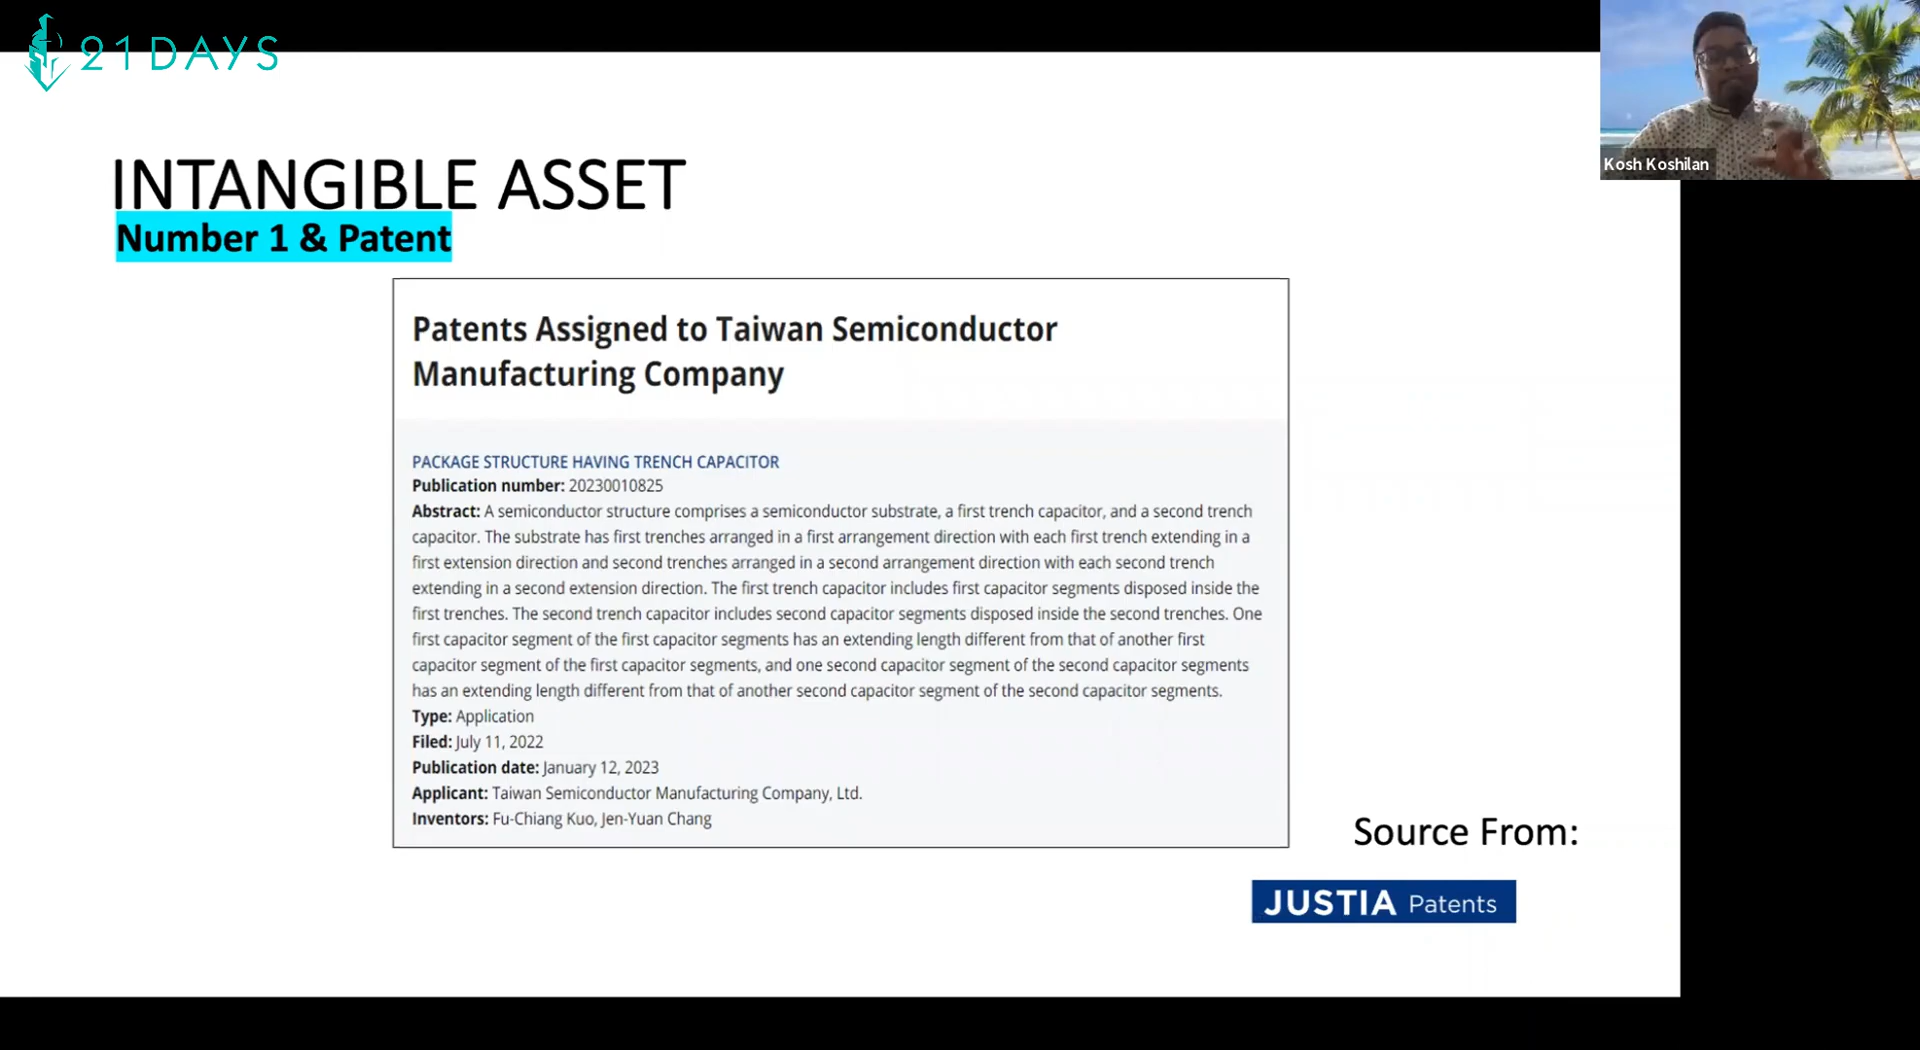 21DAYS
Kosh Koshilan
INTANGIBLE ASSET
Number 1 & Patent
Patents Assigned to Taiwan Semiconductor
Manufacturing Company
PACKAGE STRUCTURE HAVING TRENCH CAPACITOR
Publication number: 20230010825
Abstract: A semiconductor structure comprises a semiconductor substrate, a first trench capacitor, and a second trench
capacitor. The substrate has first trenches arranged in a first arrangement direction with each first trench extending in a
first extension direction and second trenches arranged in a second arrangement direction with each second trench
extending in a second extension direction. The first trench capacitor includes first capacitor segments disposed inside the
first trenches. The second trench capacitor includes second capacitor segments disposed inside the second trenches. One
first capacitor segment of the first capacitor segments has an extending length different from that of another first
capacitor segment of the first capacitor segments, and one second capacitor segment of the second capacitor segments
has an extending length different from that of another second capacitor segment of the second capacitor segments.
Type: Application
Filed: July 11, 2022
Publication date: January 12, 2023
Applicant: Taiwan Semiconductor Manufacturing Company, Ltd.
Inventors: Fu-Chiang Kuo, Jen-Yuan Chang
Source From:
JUSTIA Patents